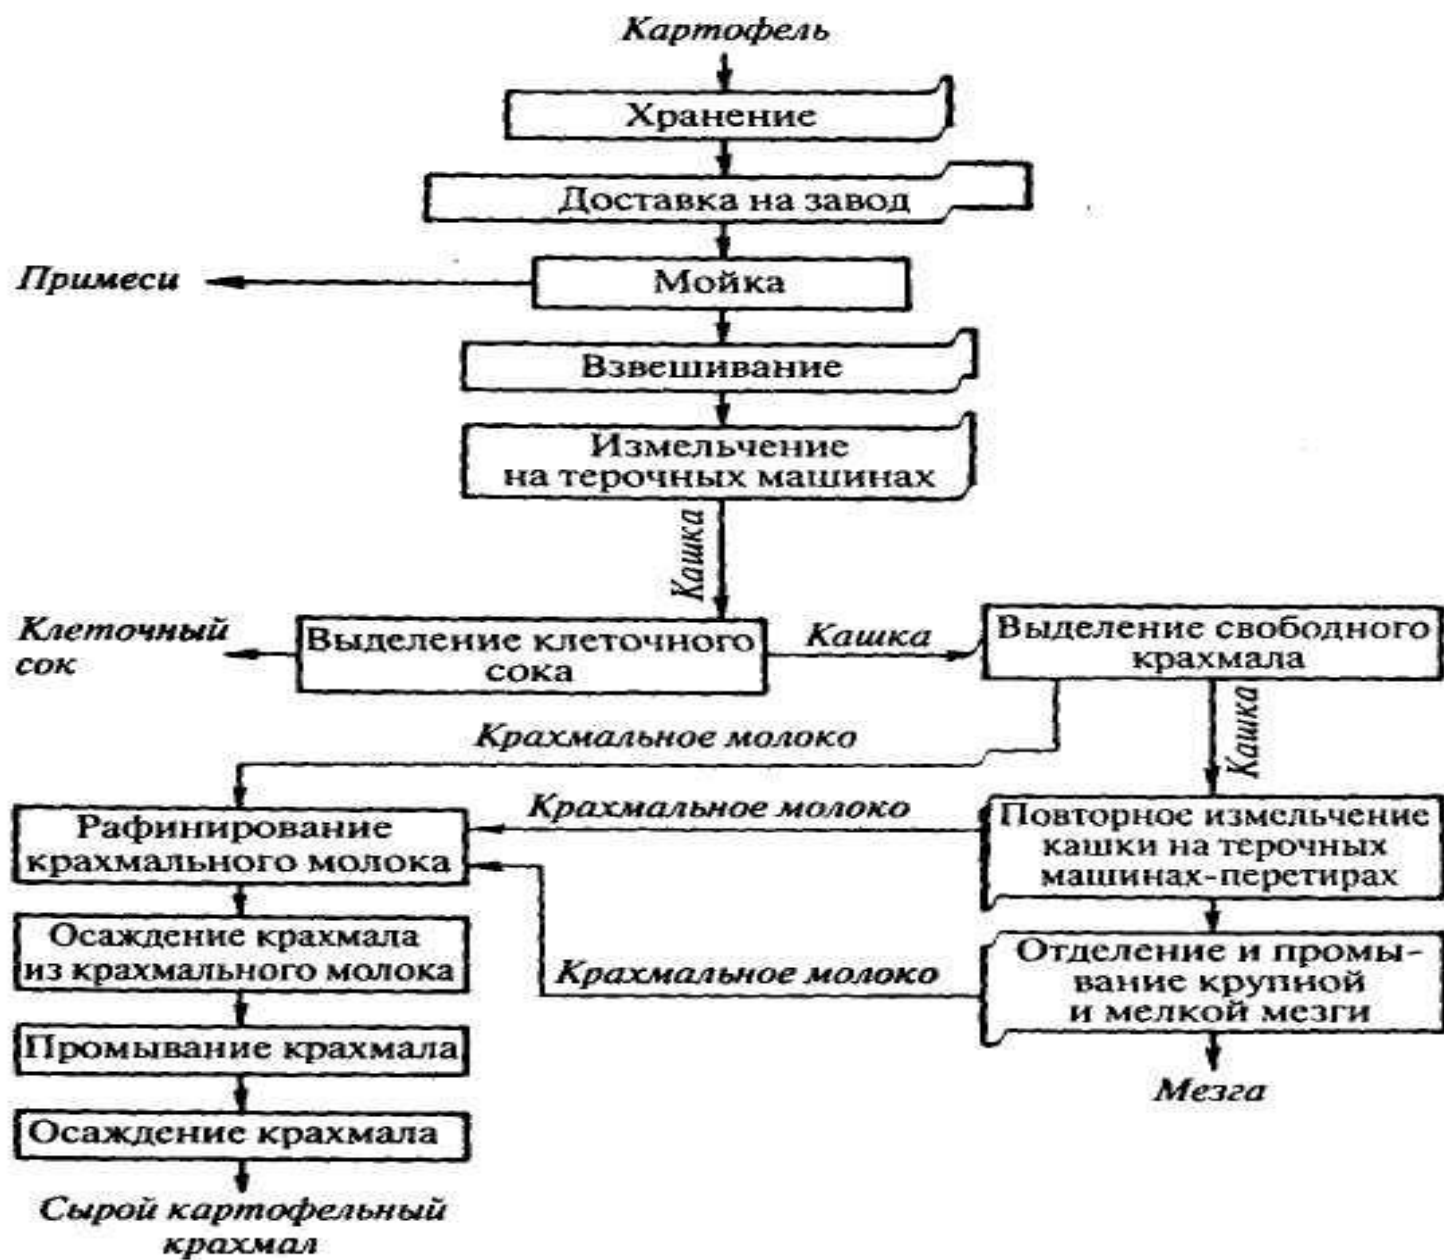 Картофель
Хранение
Доставка на завод
Примеси
Мойка
Взвешивание
Измельчение
на терочных машинах
Кашка
Клеточный
сок
Выделение клеточного
сока
Кашка
Выделение свободного
крахмала
Крахмальное молоко
Кашка
Рафинирование
крахмального молока
Крахмальное молоко
Повторное измельчение
кашки на терочных
машинах-перетирах
Осаждение крахмала
из крахмального молока
Крахмальное молоко
Отделение и промы-
вание крупной
и мелкой мезги
Промывание крахмала
Мезга
Осаждение крахмала
Сырой картофельный
крахмал